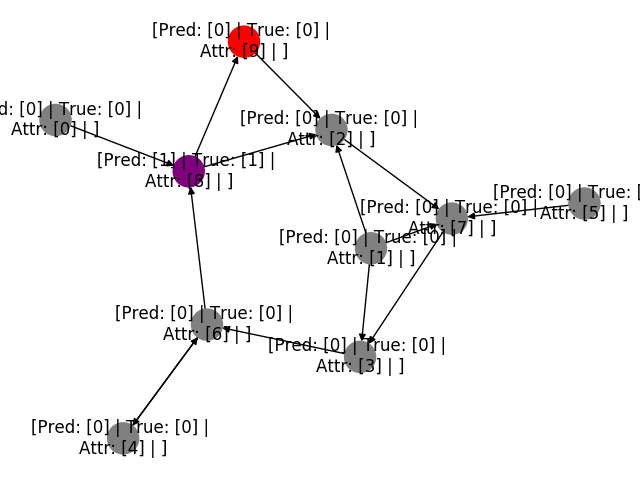 [Pred: [0] | True: [0] |
Attr: [9] | ]
d: [0] | True: [0] |
Attr: [0] | ]
[Pred: [0] | True: [0] |
Attr: [2] | ]
[Pred: [1] | True: [1] |
Attr: [8] | ]
[Pred: [0] | True: [
Attr: [5] | ]
[Pred: [0] | True: [0] |
Attr: [7] | ]
[Pred: [0] | True: [0] |
Attr: [1] | ]
[Pred: [0] | True: [0] |
Attr: [6] | ]
[Pred: [0] | True: [0] |
Attr: [3] | ]
[Pred: [0] | True: [0] |
Attr: [4] | ]